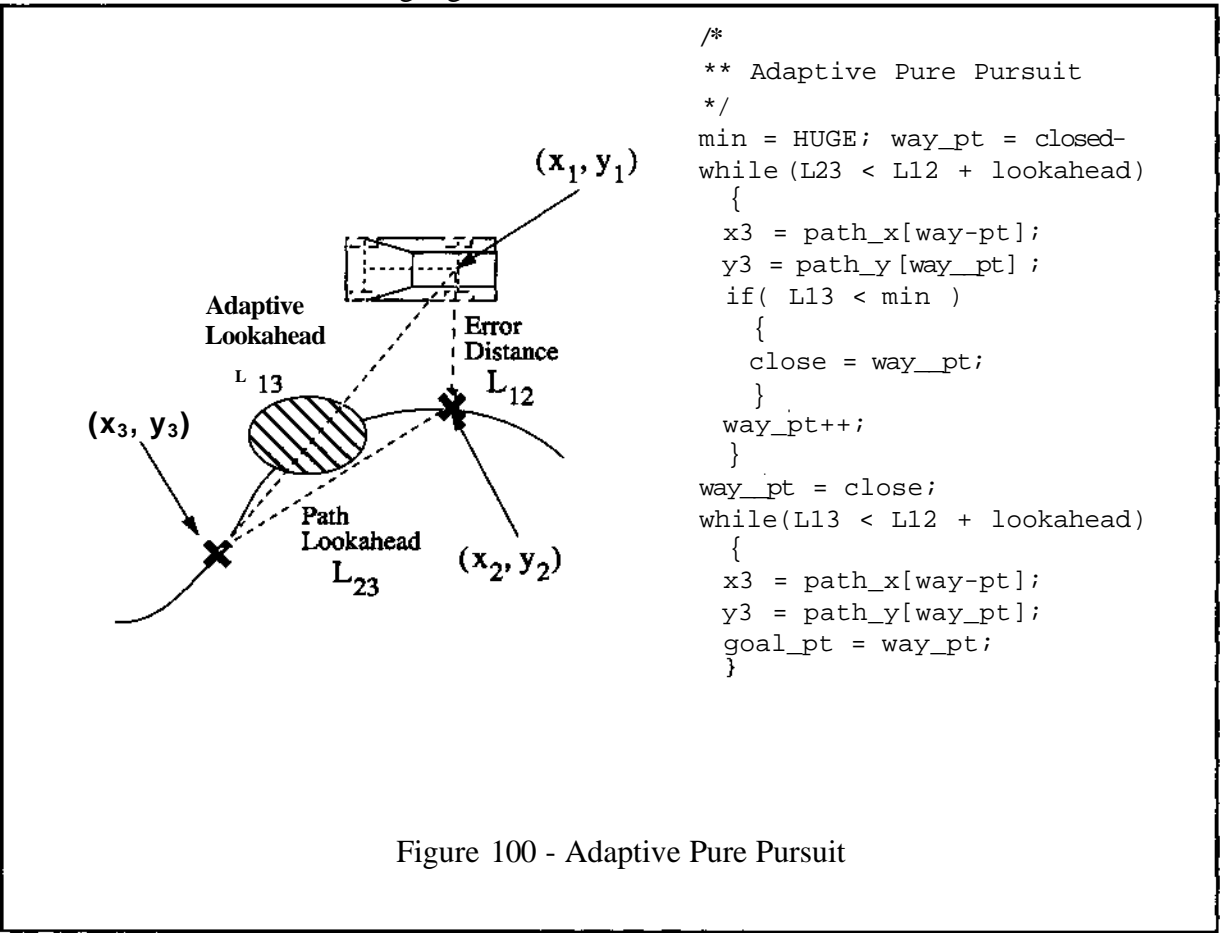 (x1, y1)
Adaptive
Lookahead
L 13
Error
Distance
L12
(x3, y3)
Path
Lookahead
L23
(x2, y2)
/*
** Adaptive Pure Pursuit
*/
min = HUGE; way_pt = closed-
while (L23 < L12 + lookahead)
{
x3 = path_x[way-pt];
y3 = path_y[way__pt] ;
if( L13 < min )
{
close = way__pt;
}
way_pt++;
}
way__pt = close;
while(L13 < L12 + lookahead)
{
x3 = path_x[way-pt];
y3 = path_y[way_pt];
goal_pt = way_pt;
}
Figure 100 - Adaptive Pure Pursuit